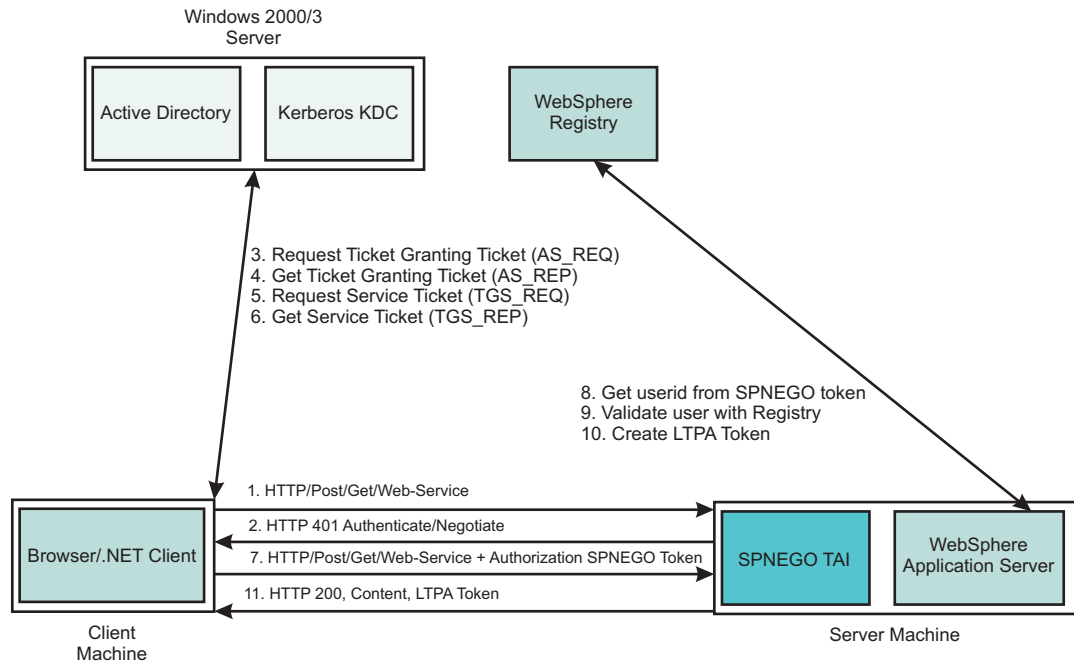 Windows 2000/3
Server
Active Directory
Kerberos KDC
WebSphere
Registry
3. Request Ticket Granting Ticket (AS_REQ)
4. Get Ticket Granting Ticket (AS_REP)
5. Request Service Ticket (TGS_REQ)
6. Get Service Ticket (TGS_REP)
8. Get userid from SPNEGO token
9. Validate user with Registry
10. Create LTPA Token
1. HTTP/Post/Get/Web-Service
2. HTTP 401 Authenticate/Negotiate
7. HTTP/Post/Get/Web-Service + Authorization SPNEGO Token
11. HTTP 200, Content, LTPA Token
Browser/.NET Client
SPNEGO TAI
WebSphere
Application Server
Client
Machine
Server Machine